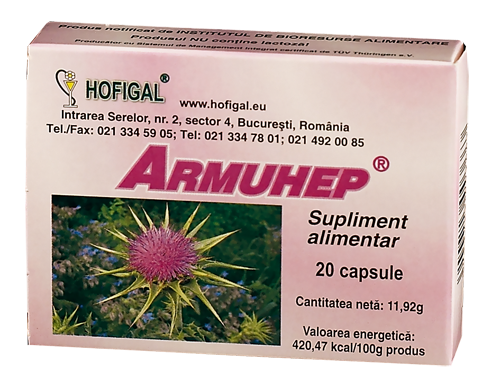 Produs notificat de INSTITUTUL DE BIORESURSE ALIMENTARE
Produsul NU conține lactoză!
Producător cu Sistemul de Management Integrat certificat de TÜV Thüringen e.V.
HOFIGAL®
www.hofigal.eu
Intrarea Serelor, nr. 2, sector 4, București, România
Tel./Fax: 021 334 59 05; Tel: 021 334 78 01; 021 492 00 85
ARMUHEP®
Supliment
alimentar
20 capsule
Cantitatea netă: 11,92g
Valoarea energetică:
420,47 kcal/100g produs